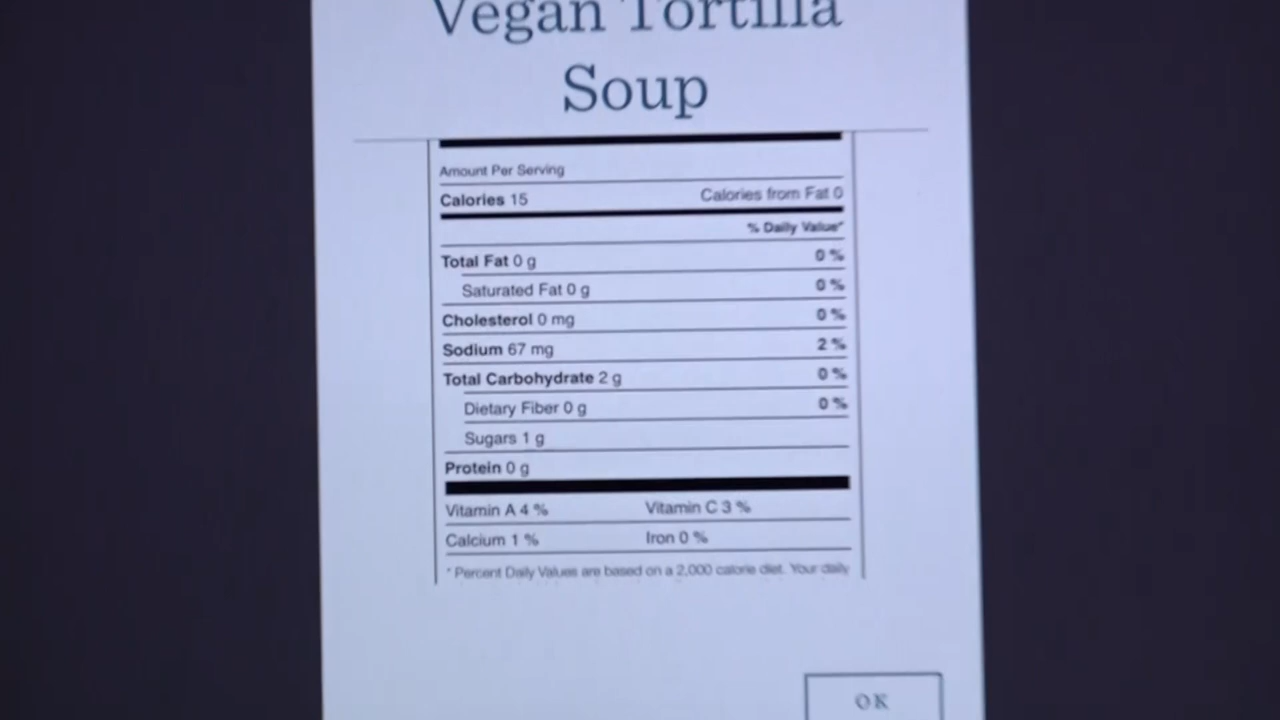 Vegan Tortilla
Soup
Amount Per Serving
Calories 15 Calories from Fat 0
% Daily Value*
Total Fat 0 g 0 %
Saturated Fat 0 g 0 %
Cholesterol 0 mg 0 %
Sodium 67 mg 2 %
Total Carbohydrate 2 g 0 %
Dietary Fiber 0 g 0 %
Sugars 1 g
Protein 0 g
Vitamin A 4 % Vitamin C 3 %
Calcium 1 % Iron 0 %
* Percent Daily Values are based on a 2,000 calorie diet. Your daily
OK